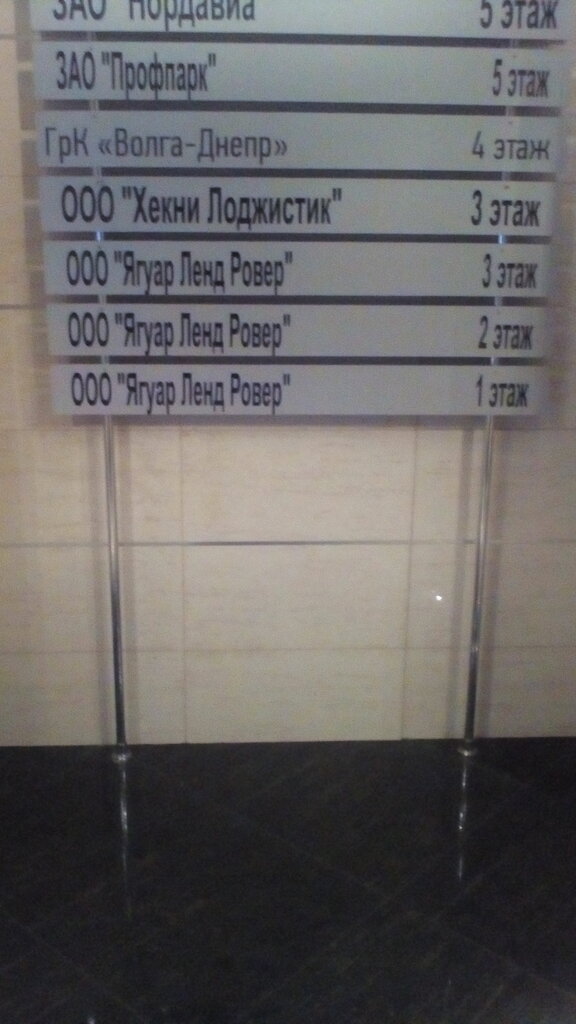 ЗАО "Нордавиа 5 этаж
ЗАО "Профпарк" 5 этаж
ГрК «Волга-Днепр» 4 этаж
ООО "Хекни Лоджистик" 3 этаж
ООО "Ягуар Ленд Ровер" 3 этаж
ООО "Ягуар Ленд Ровер" 2 этаж
ООО "Ягуар Ленд Ровер" 1 этаж